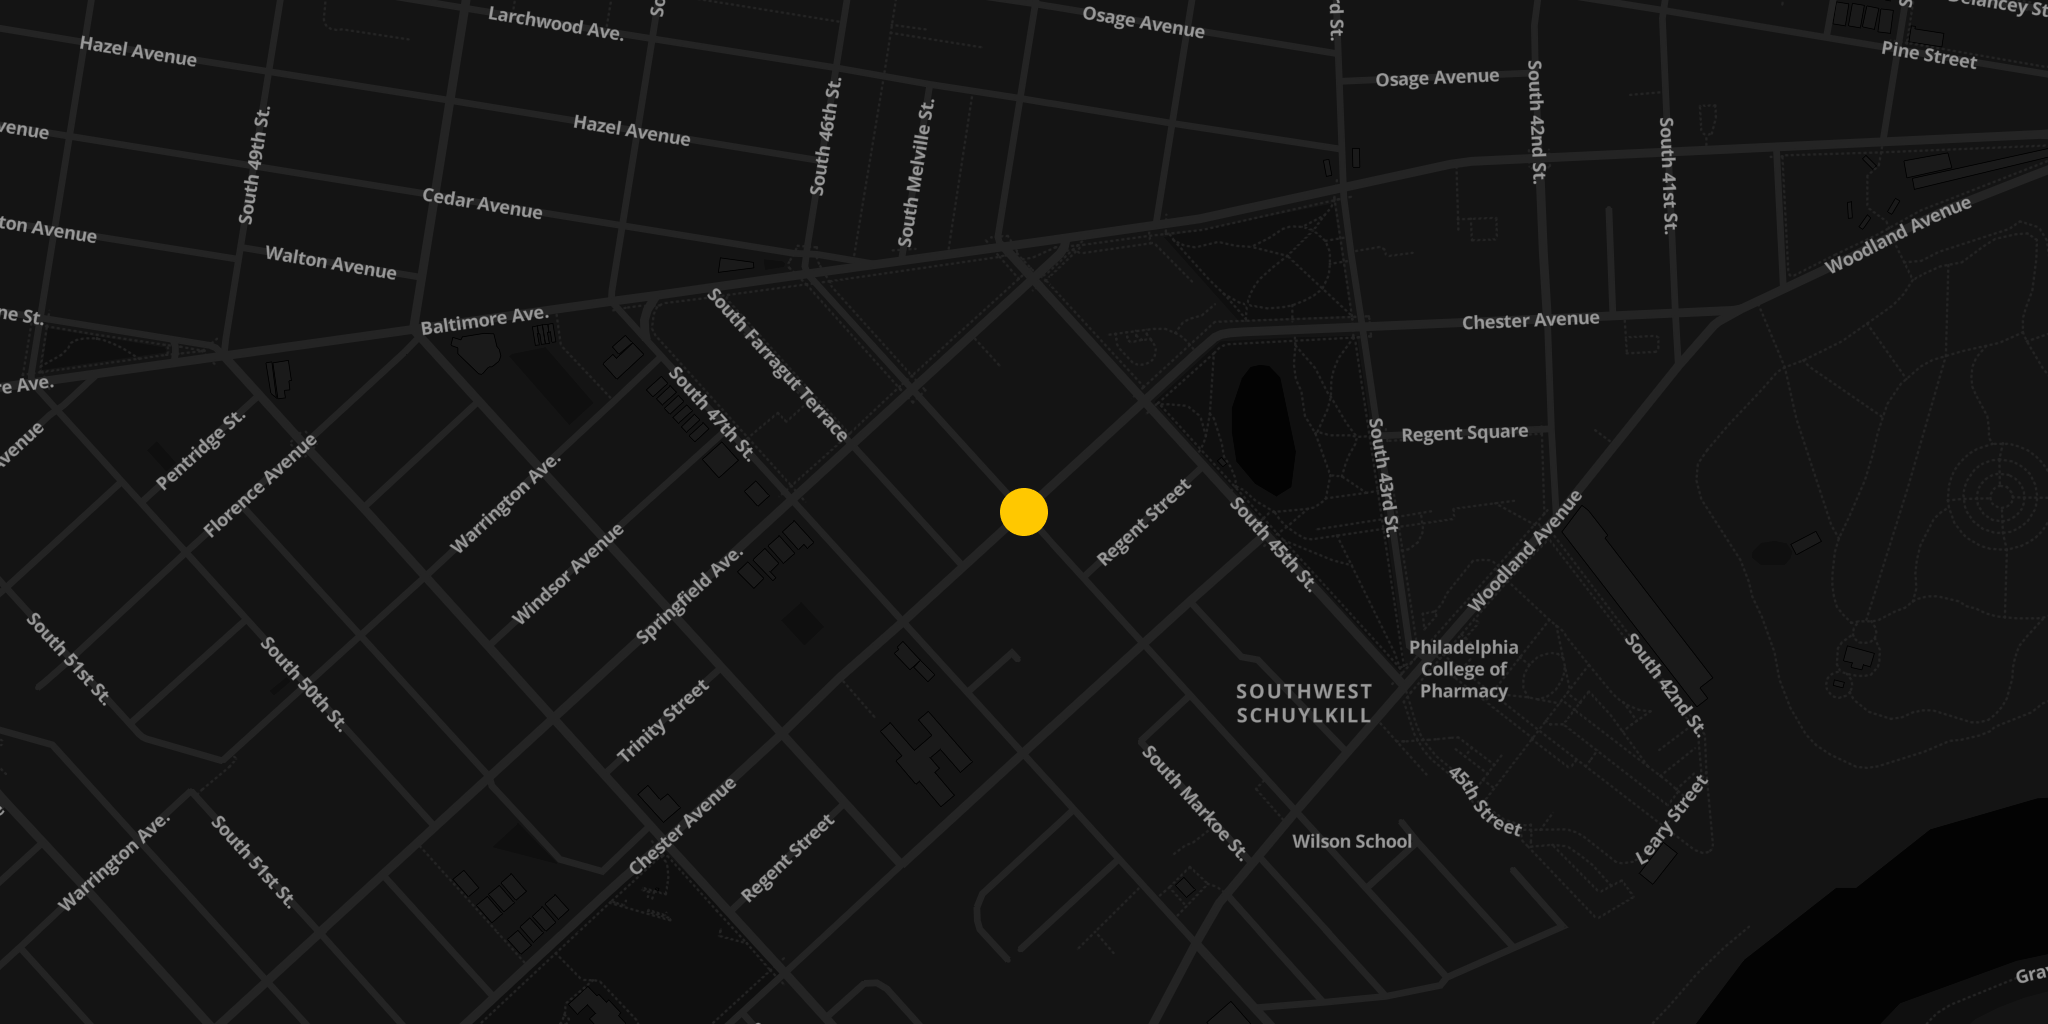 Larchwood Ave.
Osage Avenue
Delancey St
Hazel Avenue
Pine Street
Osage Avenue
South 42nd St.
Hazel Avenue
South 46th St.
South Melville St.
South 49th St.
South 41st St.
venue
Cedar Avenue
ton Avenue
Walton Avenue
Woodland Avenue
ne St.
Baltimore Ave.
Chester Avenue
re Ave.
South Farragut Terrace
South 47th St.
Pentridge St.
Florence Avenue
Avenue
Regent Square
South 43rd St.
Warrington Ave.
Regent Street
South 45th St.
Woodland Avenue
Windsor Avenue
Springfield Ave.
South 51st St.
South 50th St.
Philadelphia
College of
Pharmacy
South 42nd St.
SOUTHWEST
SCHUYLKILL
Trinity Street
South Markoe St.
45th Street
Chester Avenue
Leary Street
Warrington Ave.
South 51st St.
Regent Street
Wilson School
Gra
rd St.